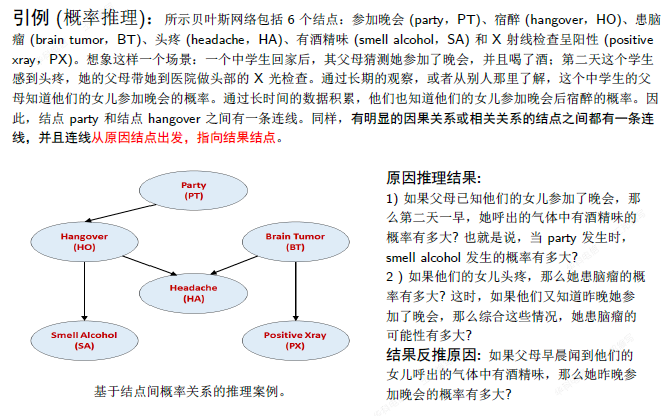 引例 (概率推理): 所示贝叶斯网络包括 6 个结点：参加晚会 (party，PT)、宿醉 (hangover，HO)、患脑
瘤 (brain tumor，BT)、头疼 (headache，HA)、有酒精味 (smell alcohol，SA) 和 X 射线检查呈阳性 (positive
xray，PX)。想象这样一个场景：一个中学生回家后，其父母猜测她参加了晚会，并且喝了酒；第二天这个学生
感到头疼，她的父母带她到医院做头部的 X 光检查。通过长期的观察，或者从别人那里了解，这个中学生的父
母知道他们的女儿参加晚会的概率。通过长时间的数据积累，他们也知道他们的女儿参加晚会后宿醉的概率。因
此，结点 party 和结点 hangover 之间有一条连线。同样，有明显的因果关系或相关关系的结点之间都有一条连
线，并且连线从原因结点出发，指向结果结点。
Party
(PT)
Hangover
(HO)
Brain Tumor
(BT)
Headache
(HA)
Smell Alcohol
(SA)
Positive Xray
(PX)
基于结点间概率关系的推理案例。
原因推理结果:
1) 如果父母已知他们的女儿参加了晚会，那
么第二天一早，她呼出的气体中有酒精味的
概率有多大? 也就是说，当 party 发生时，
smell alcohol 发生的概率有多大?
2 ) 如果他们的女儿头疼，那么她患脑瘤的概
率有多大? 这时，如果他们又知道昨晚她参
加了晚会，那么综合这些情况，她患脑瘤的
可能性有多大?
结果反推原因: 如果父母早晨闻到他们的
女儿呼出的气体中有酒精味，那么她昨晚参
加晚会的概率有多大?